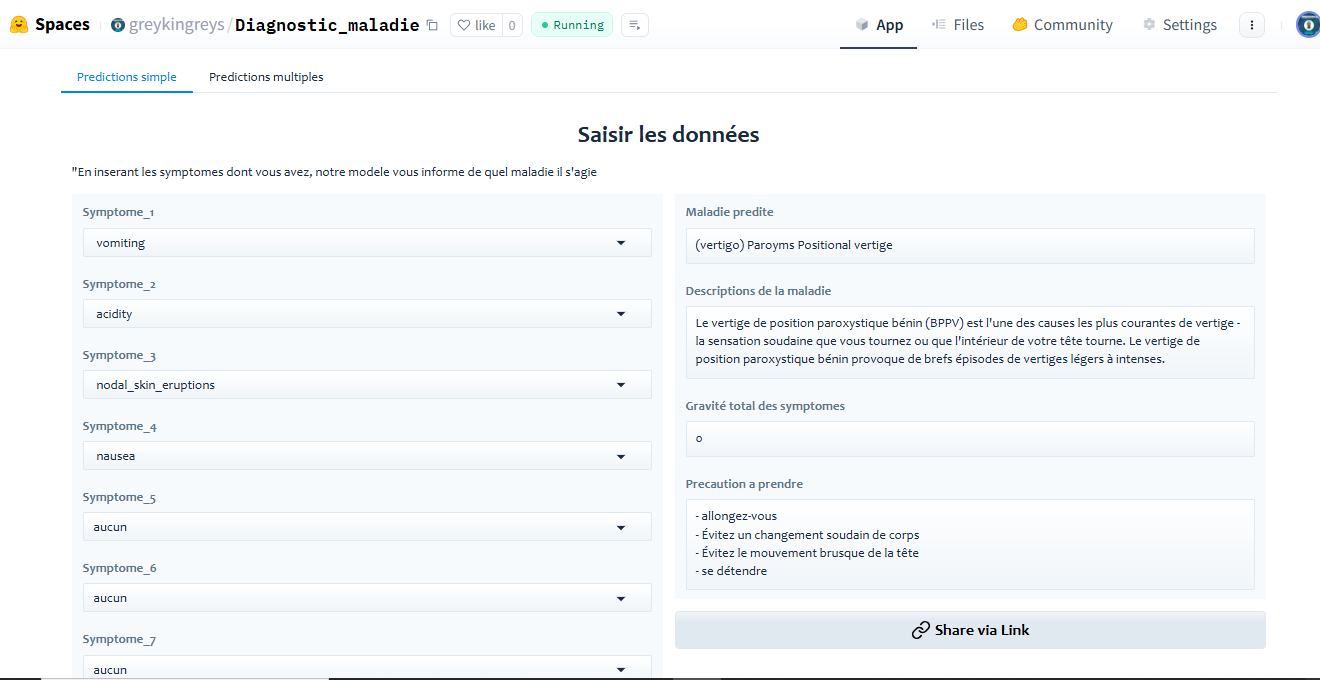 Spaces greykingreys/Diagnostic_maladie like 0 Running App Files Community Settings
Predictions simple Predictions multiples
Saisir les données
"En inserant les symptomes dont vous avez, notre modele vous informe de quel maladie il s'agie
Symptome_1
vomiting
Symptome_2
acidity
Symptome_3
nodal_skin_eruptions
Symptome_4
nausea
Symptome_5
aucun
Symptome_6
aucun
Symptome_7
aucun
Maladie predite
(vertigo) Paroyms Positional vertige
Descriptions de la maladie
Le vertige de position paroxystique bénin (BPPV) est l'une des causes les plus courantes de vertige -
la sensation soudaine que vous tournez ou que l'intérieur de votre tête tourne. Le vertige de
position paroxystique bénin provoque de brefs épisodes de vertiges légers à intenses.
Gravité total des symptomes
0
Precaution a prendre
- allongez-vous
- Évitez un changement soudain de corps
- Évitez le mouvement brusque de la tête
- se détendre
Share via Link